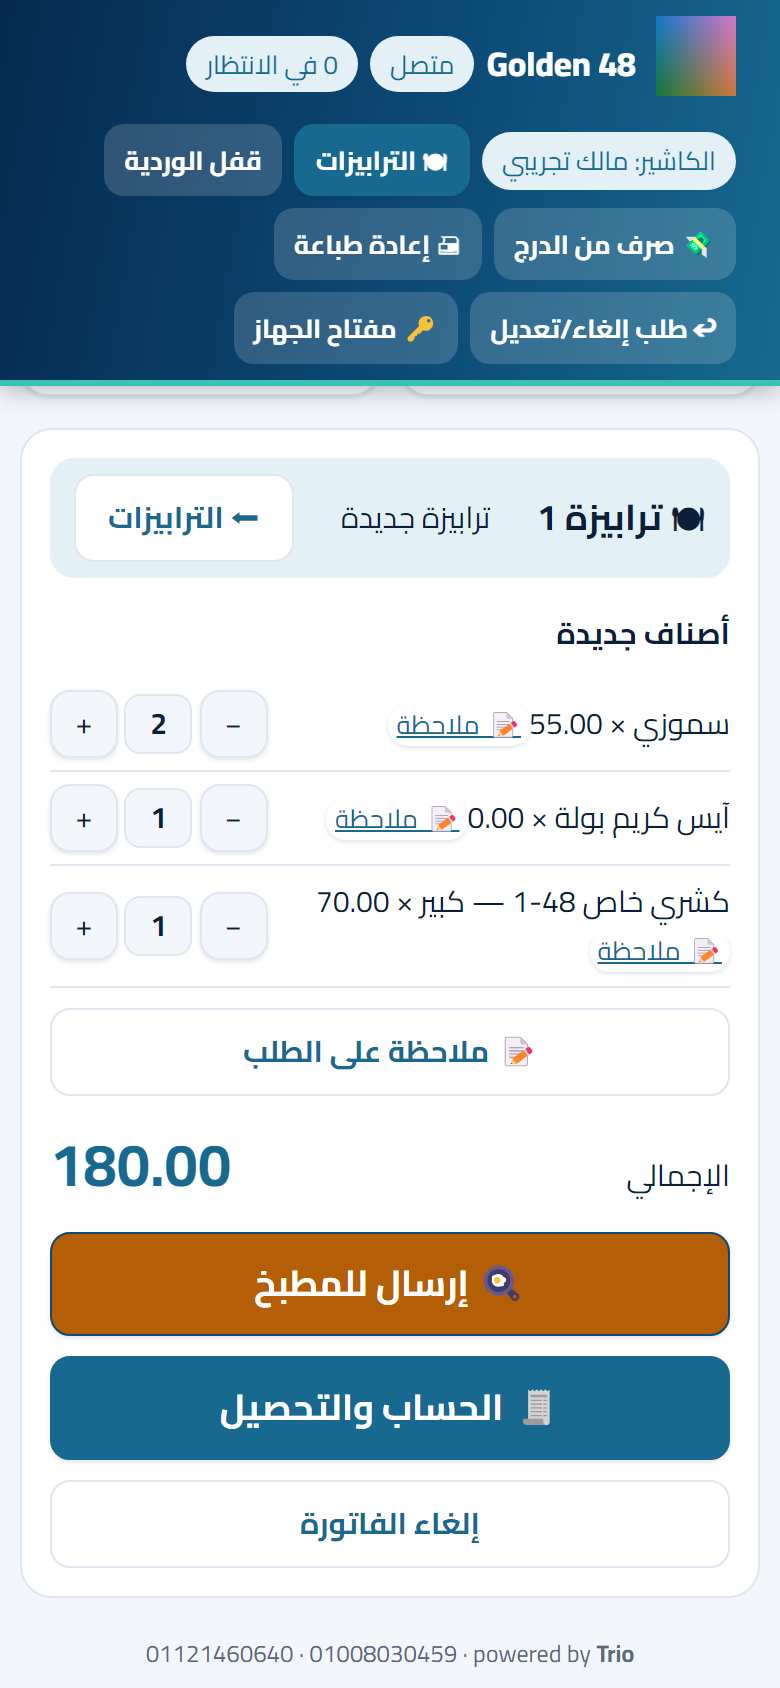 Golden 48 متصل 0 في الانتظار
الكاشير: مالك تجريبي 🍽 الترابيزات قفل الوردية
💸 صرف من الدرج 🖨 إعادة طباعة
↩ طلب إلغاء/تعديل 🔑 مفتاح الجهاز
🍽 ترابيزة 1 ترابيزة جديدة ⬅ الترابيزات
أصناف جديدة
سموزي × 55.00 📝 ملاحظة − 2 +
آيس كريم بولة × 0.00 📝 ملاحظة − 1 +
كشري خاص 48-1 — كبير × 70.00 − 1 +
📝 ملاحظة
📝 ملاحظة على الطلب
الإجمالي 180.00
🍳 إرسال للمطبخ
🧾 الحساب والتحصيل
إلغاء الفاتورة
01121460640 · 01008030459 · powered by Trio